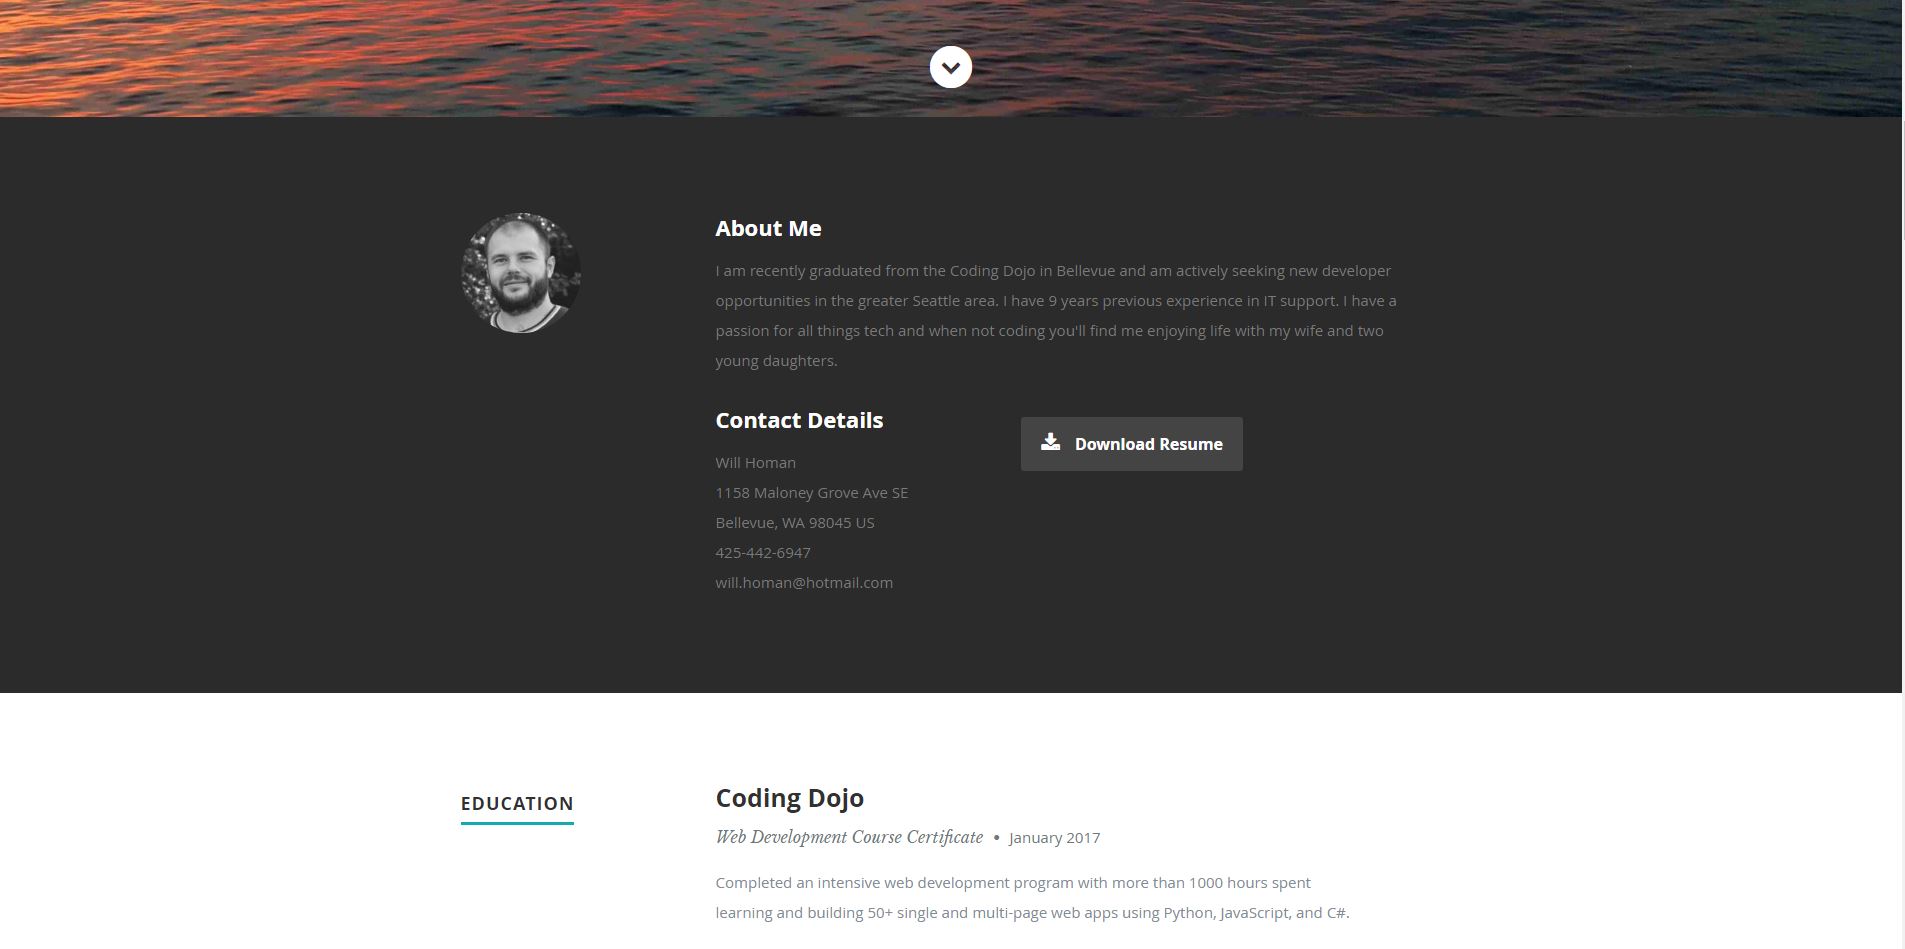 About Me
I am recently graduated from the Coding Dojo in Bellevue and am actively seeking new developer
opportunities in the greater Seattle area. I have 9 years previous experience in IT support. I have a
passion for all things tech and when not coding you'll find me enjoying life with my wife and two
young daughters.
Contact Details
Will Homan
1158 Maloney Grove Ave SE
Bellevue, WA 98045 US
425-442-6947
will.homan@hotmail.com
Download Resume
EDUCATION
Coding Dojo
Web Development Course Certificate • January 2017
Completed an intensive web development program with more than 1000 hours spent
learning and building 50+ single and multi-page web apps using Python, JavaScript, and C#.